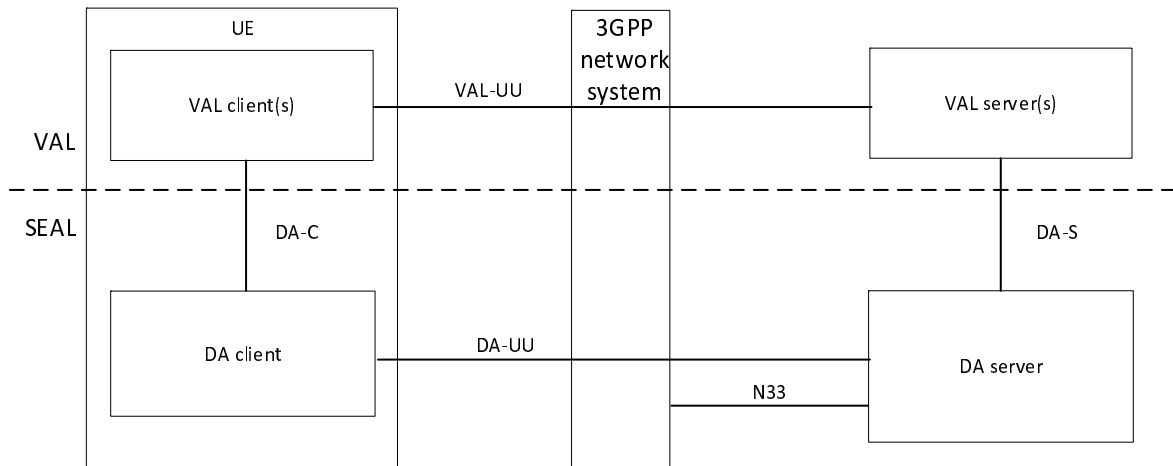 UE
3GPP
network
system
VAL client(s)
VAL-UU
VAL server(s)
VAL
SEAL
DA-C
DA-S
DA client
DA-UU
DA server
N33